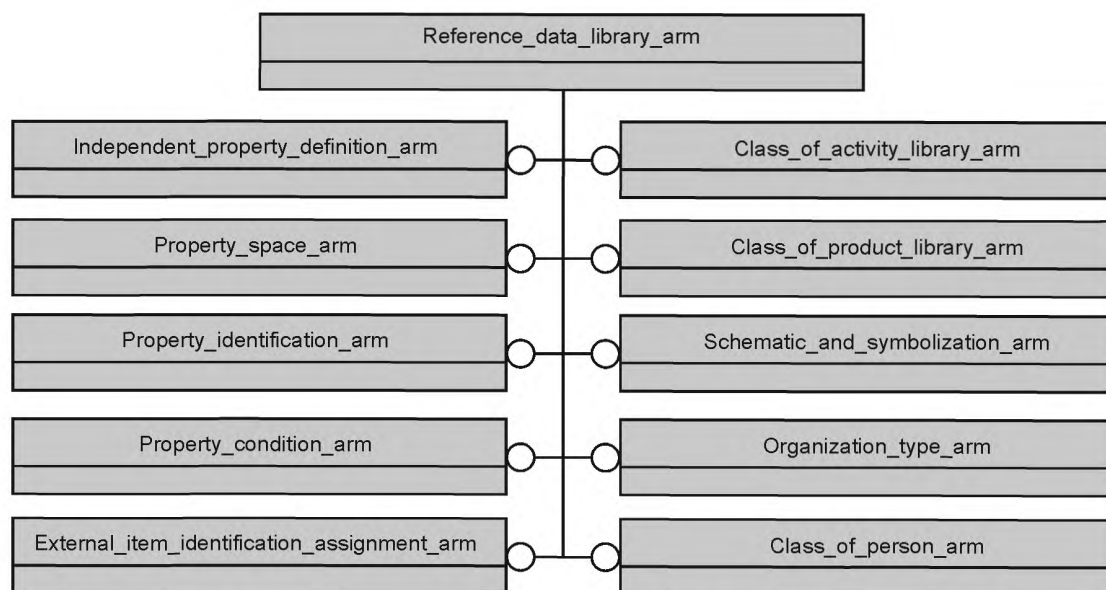 Reference_data_library_arm
Independent_property_definition_arm
Class_of_activity_library_arm
Property_space_arm
Class_of_product_library_arm
Property_identification_arm
Schematic_and_symbolization_arm
Property_condition_arm
Organization_type_arm
External_item_identification_assignment_arm
Class_of_person_arm